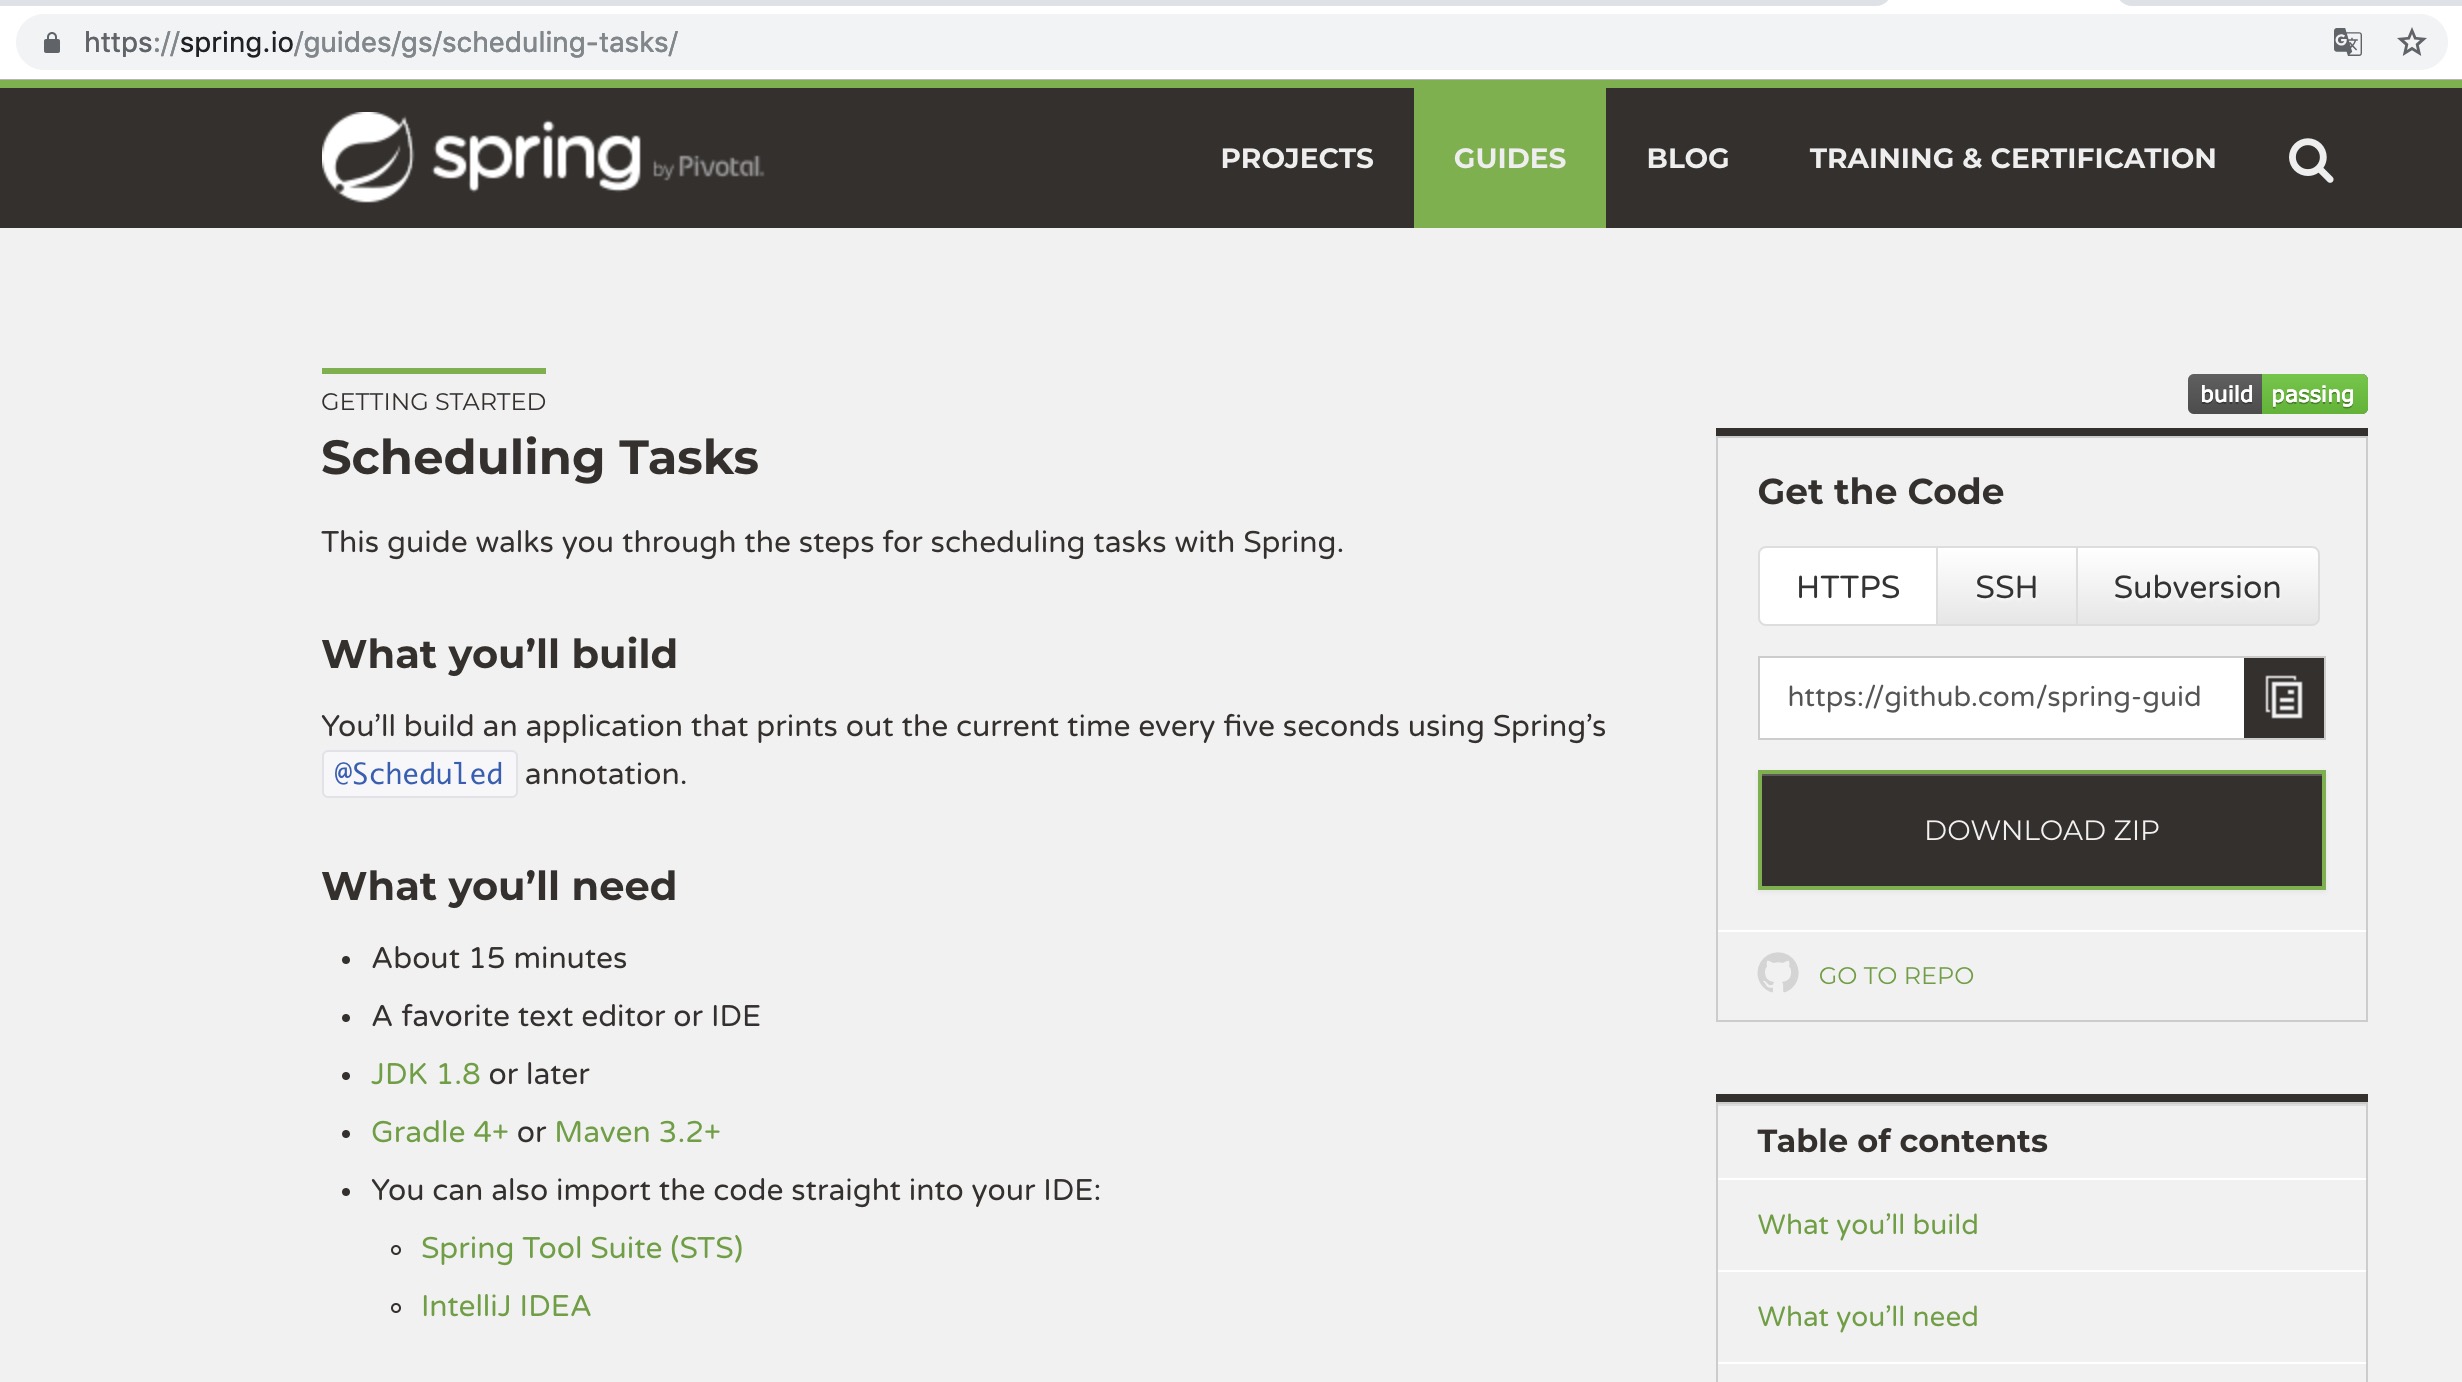 https://spring.io/guides/gs/scheduling-tasks/
spring by Pivotal.
PROJECTS
GUIDES
BLOG
TRAINING & CERTIFICATION
GETTING STARTED
Scheduling Tasks
This guide walks you through the steps for scheduling tasks with Spring.
What you’ll build
You’ll build an application that prints out the current time every five seconds using Spring’s
@Scheduled annotation.
What you’ll need
• About 15 minutes
• A favorite text editor or IDE
• JDK 1.8 or later
• Gradle 4+ or Maven 3.2+
• You can also import the code straight into your IDE:
◦ Spring Tool Suite (STS)
◦ IntelliJ IDEA
build passing
Get the Code
HTTPS
SSH
Subversion
https://github.com/spring-guid
DOWNLOAD ZIP
GO TO REPO
Table of contents
What you’ll build
What you’ll need